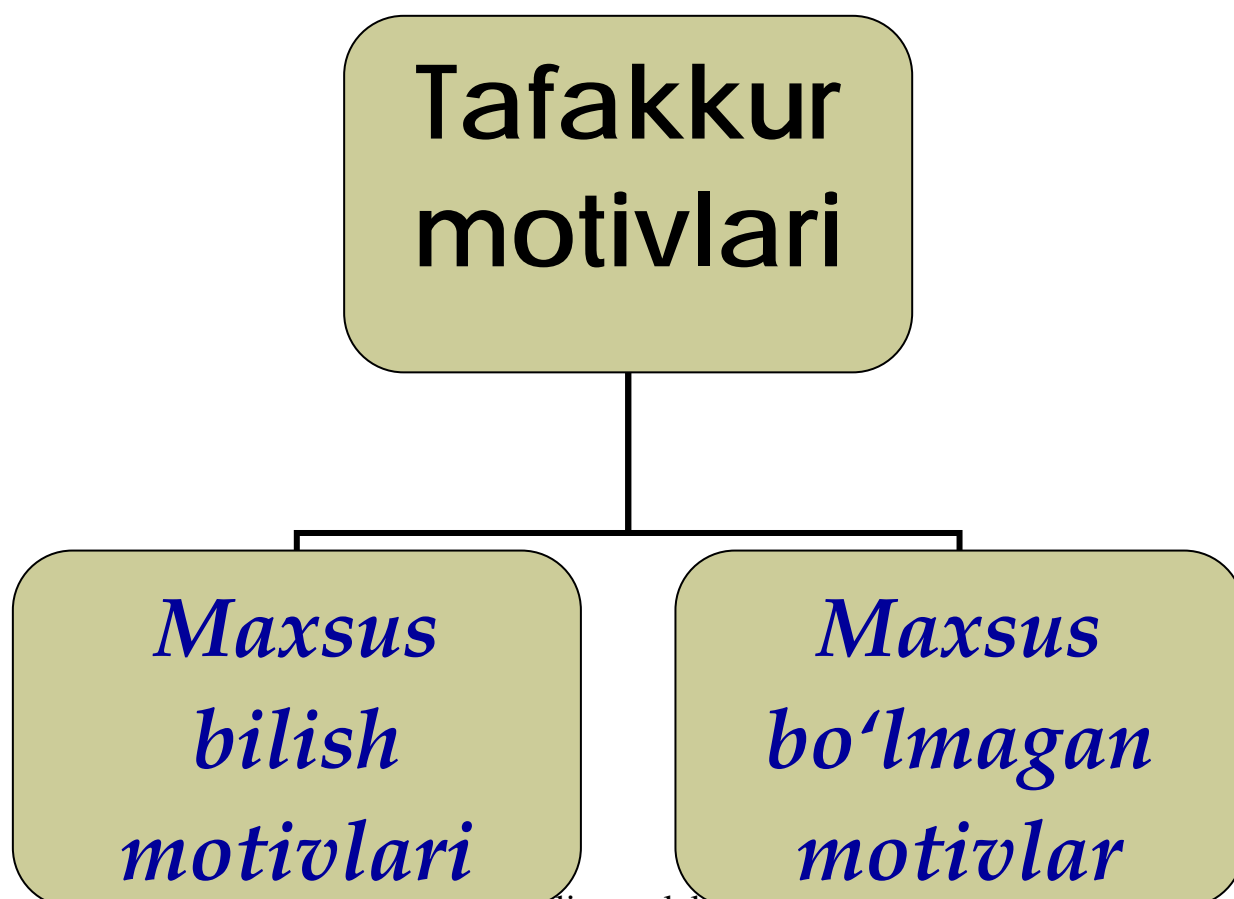 Tafakkur
motivlari
Maxsus
bilish
motivlari
Maxsus
bo‘lmagan
motivlar